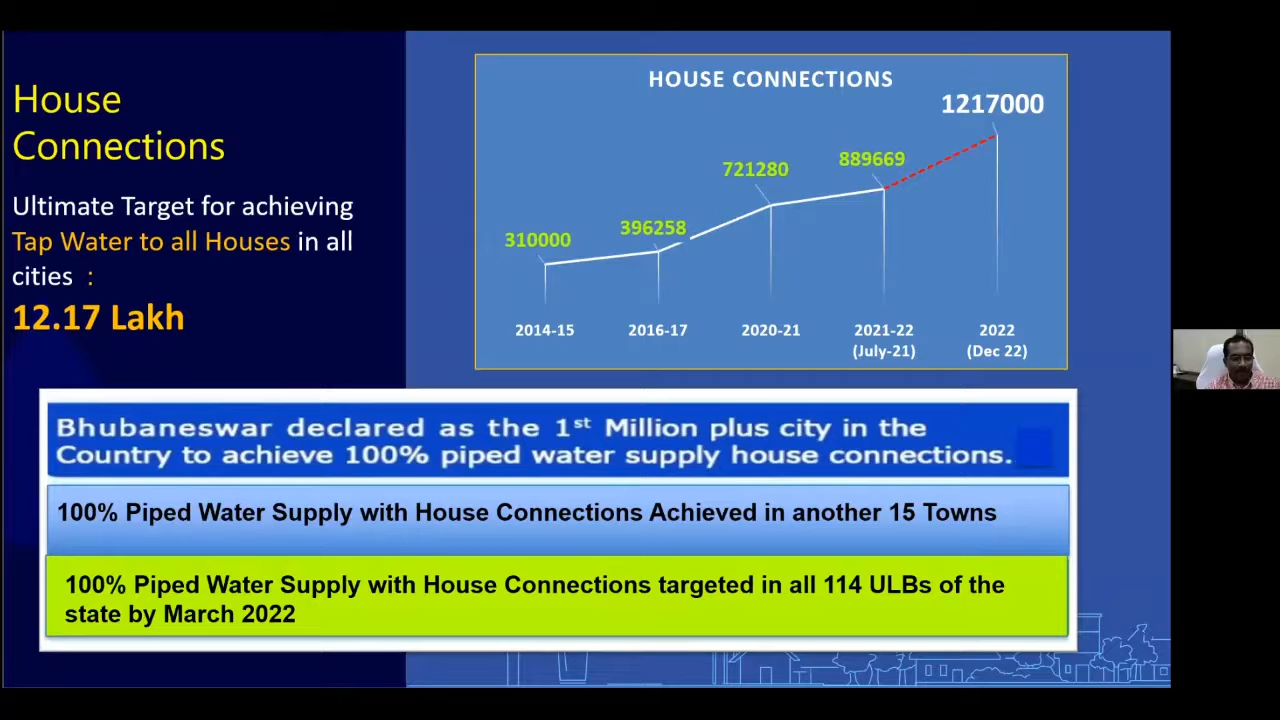 House
Connections
Ultimate Target for achieving
Tap Water to all Houses in all
cities :
12.17 Lakh
HOUSE CONNECTIONS
1217000
889669
721280
396258
310000
2014-15 2016-17 2020-21 2021-22 2022
(July-21) (Dec 22)
Bhubaneswar declared as the 1st Million plus city in the
Country to achieve 100% piped water supply house connections.
100% Piped Water Supply with House Connections Achieved in another 15 Towns
100% Piped Water Supply with House Connections targeted in all 114 ULBs of the
state by March 2022